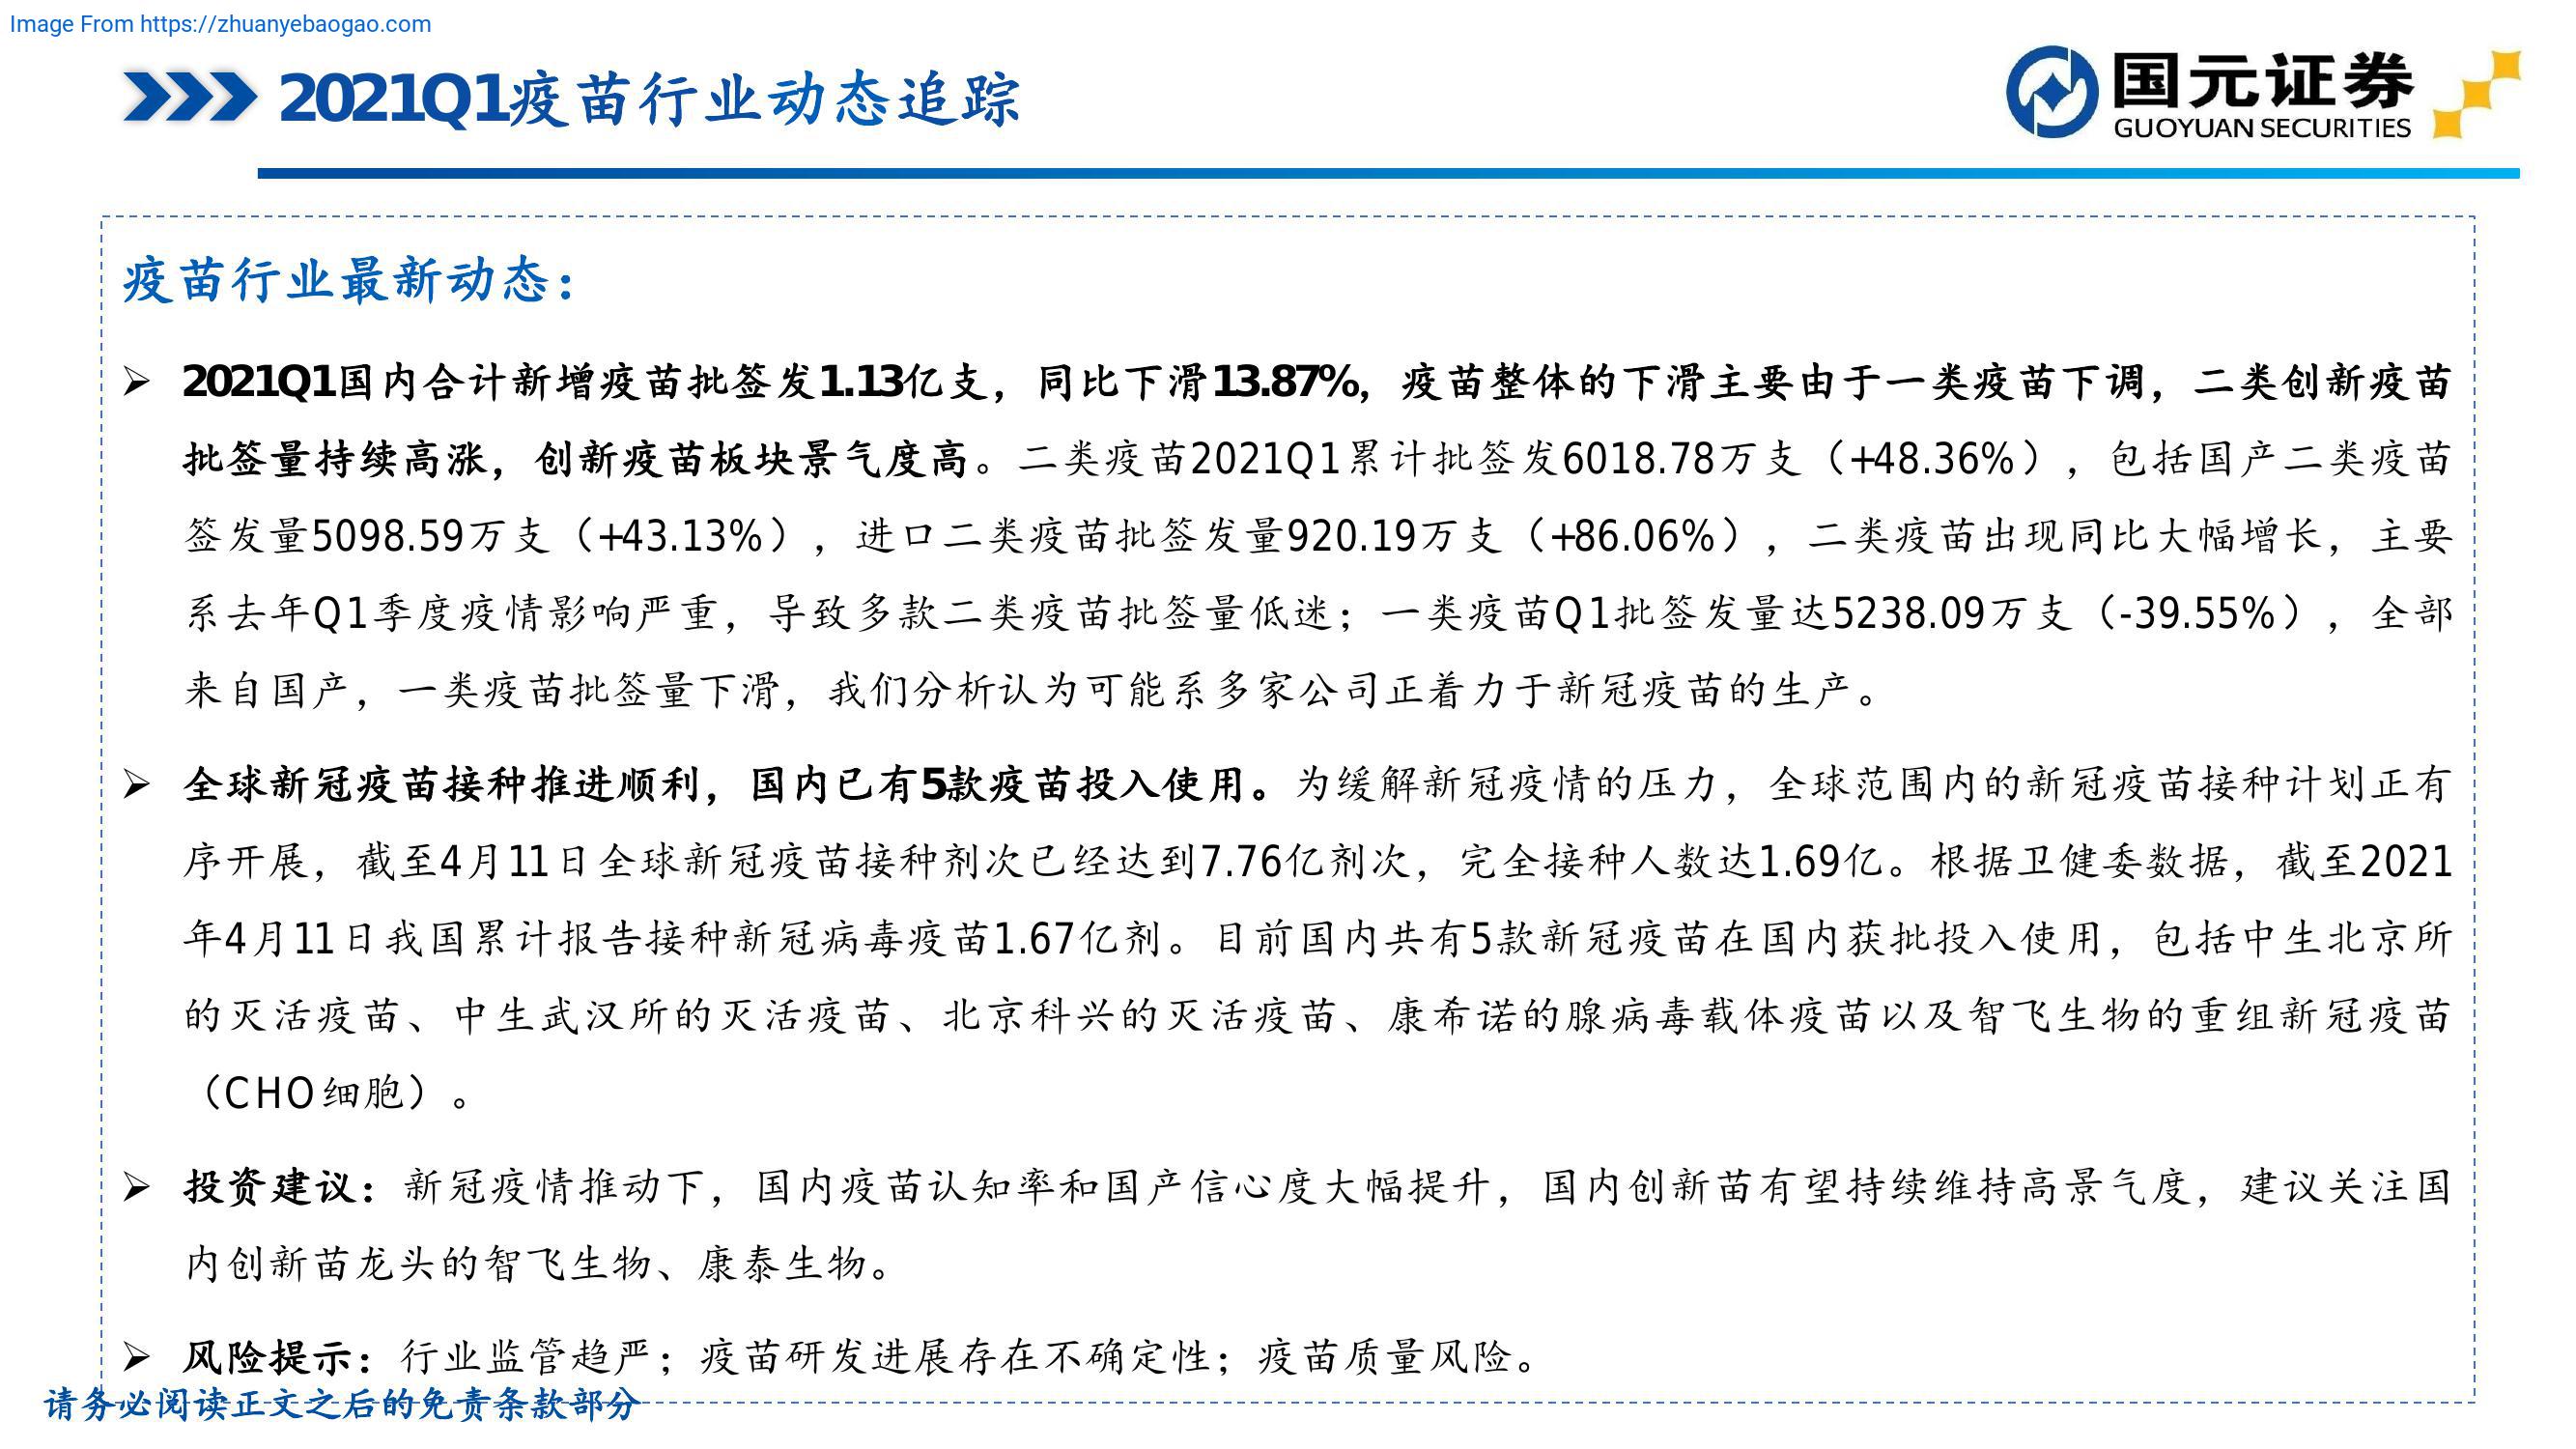 Image From https://zhuanyebaogao.com
2021Q1疫苗行业动态追踪
国元证券
GUOYUAN SECURITIES
疫苗行业最新动态：
➢ 2021Q1国内合计新增疫苗批签发1.13亿支，同比下滑13.87%，疫苗整体的下滑主要由于一类疫苗下调，二类创新疫苗
批签量持续高涨，创新疫苗板块景气度高。二类疫苗2021Q1累计批签发6018.78万支（+48.36%），包括国产二类疫苗
签发量5098.59万支（+43.13%），进口二类疫苗批签发量920.19万支（+86.06%），二类疫苗出现同比大幅增长，主要
系去年Q1季度疫情影响严重，导致多款二类疫苗批签量低迷；一类疫苗Q1批签发量达5238.09万支（-39.55%），全部
来自国产，一类疫苗批签量下滑，我们分析认为可能系多家公司正着力于新冠疫苗的生产。
➢ 全球新冠疫苗接种推进顺利，国内已有5款疫苗投入使用。为缓解新冠疫情的压力，全球范围内的新冠疫苗接种计划正有
序开展，截至4月11日全球新冠疫苗接种剂次已经达到7.76亿剂次，完全接种人数达1.69亿。根据卫健委数据，截至2021
年4月11日我国累计报告接种新冠病毒疫苗1.67亿剂。目前国内共有5款新冠疫苗在国内获批投入使用，包括中生北京所
的灭活疫苗、中生武汉所的灭活疫苗、北京科兴的灭活疫苗、康希诺的腺病毒载体疫苗以及智飞生物的重组新冠疫苗
（CHO细胞）。
➢ 投资建议：新冠疫情推动下，国内疫苗认知率和国产信心度大幅提升，国内创新苗有望持续维持高景气度，建议关注国
内创新苗龙头的智飞生物、康泰生物。
➢ 风险提示：行业监管趋严；疫苗研发进展存在不确定性；疫苗质量风险。
请务必阅读正文之后的免责条款部分